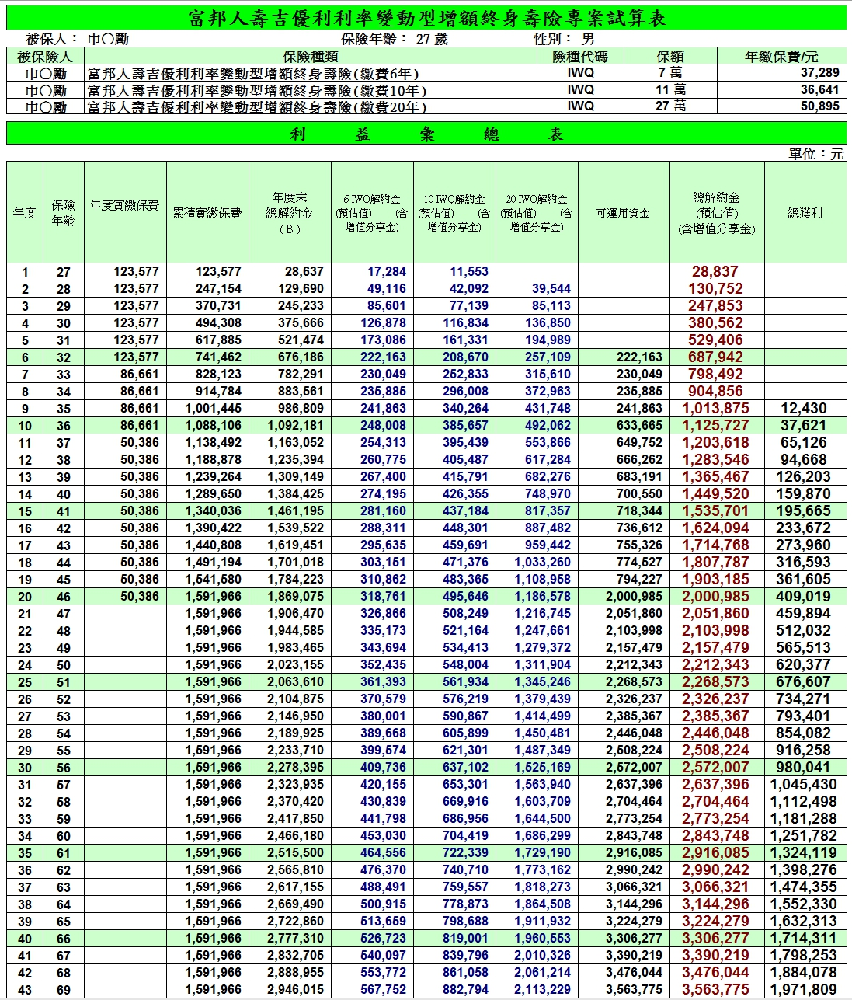 富邦人壽吉優利利率變動型增額終身壽險專案試算表
被保人： 巾〇勵 保險年齡： 27 歲 性別： 男
被保險人 保險種類 險種代碼 保額 年繳保費/元
巾〇勵 富邦人壽吉優利利率變動型增額終身壽險(繳費6年) IWQ 7 萬 37,289
巾〇勵 富邦人壽吉優利利率變動型增額終身壽險(繳費10年) IWQ 11 萬 36,641
巾〇勵 富邦人壽吉優利利率變動型增額終身壽險(繳費20年) IWQ 27 萬 50,895
利 益 彙 總 表
單位：元
年度 保險年齡 年度實繳保費 累積實繳保費 年度末總解約金（B） 6 IWQ解約金(預估值) (含增值分享金) 10 IWQ解約金(預估值) (含增值分享金) 20 IWQ解約金(預估值) (含增值分享金) 可運用資金 總解約金(預估值)(含增值分享金) 總獲利
1 27 123,577 123,577 28,637 17,284 11,553 28,837
2 28 123,577 247,154 129,690 49,116 42,092 39,544 130,752
3 29 123,577 370,731 245,233 85,601 77,139 85,113 247,853
4 30 123,577 494,308 375,666 126,878 116,834 136,850 380,562
5 31 123,577 617,885 521,474 173,086 161,331 194,989 529,406
6 32 123,577 741,462 676,186 222,163 208,670 257,109 222,163 687,942
7 33 86,661 828,123 782,291 230,049 252,833 315,610 230,049 798,492
8 34 86,661 914,784 883,561 235,885 296,008 372,963 235,885 904,856
9 35 86,661 1,001,445 986,809 241,863 340,264 431,748 241,863 1,013,875 12,430
10 36 86,661 1,088,106 1,092,181 248,008 385,657 492,062 633,665 1,125,727 37,621
11 37 50,386 1,138,492 1,163,052 254,313 395,439 553,866 649,752 1,203,618 65,126
12 38 50,386 1,188,878 1,235,394 260,775 405,487 617,284 666,262 1,283,546 94,668
13 39 50,386 1,239,264 1,309,149 267,400 415,791 682,276 683,191 1,365,467 126,203
14 40 50,386 1,289,650 1,384,425 274,195 426,355 748,970 700,550 1,449,520 159,870
15 41 50,386 1,340,036 1,461,195 281,160 437,184 817,357 718,344 1,535,701 195,665
16 42 50,386 1,390,422 1,539,522 288,311 448,301 887,482 736,612 1,624,094 233,672
17 43 50,386 1,440,808 1,619,451 295,635 459,691 959,442 755,326 1,714,768 273,960
18 44 50,386 1,491,194 1,701,018 303,151 471,376 1,033,260 774,527 1,807,787 316,593
19 45 50,386 1,541,580 1,784,223 310,862 483,365 1,108,958 794,227 1,903,185 361,605
20 46 50,386 1,591,966 1,869,075 318,761 495,646 1,186,578 2,000,985 2,000,985 409,019
21 47 1,591,966 1,906,470 326,866 508,249 1,216,745 2,051,860 2,051,860 459,894
22 48 1,591,966 1,944,585 335,173 521,164 1,247,661 2,103,998 2,103,998 512,032
23 49 1,591,966 1,983,465 343,694 534,413 1,279,372 2,157,479 2,157,479 565,513
24 50 1,591,966 2,023,155 352,435 548,004 1,311,904 2,212,343 2,212,343 620,377
25 51 1,591,966 2,063,610 361,393 561,934 1,345,246 2,268,573 2,268,573 676,607
26 52 1,591,966 2,104,875 370,579 576,219 1,379,439 2,326,237 2,326,237 734,271
27 53 1,591,966 2,146,950 380,001 590,867 1,414,499 2,385,367 2,385,367 793,401
28 54 1,591,966 2,189,925 389,668 605,899 1,450,481 2,446,048 2,446,048 854,082
29 55 1,591,966 2,233,710 399,574 621,301 1,487,349 2,508,224 2,508,224 916,258
30 56 1,591,966 2,278,395 409,736 637,102 1,525,169 2,572,007 2,572,007 980,041
31 57 1,591,966 2,323,935 420,155 653,301 1,563,940 2,637,396 2,637,396 1,045,430
32 58 1,591,966 2,370,420 430,839 669,916 1,603,709 2,704,464 2,704,464 1,112,498
33 59 1,591,966 2,417,850 441,798 686,956 1,644,500 2,773,254 2,773,254 1,181,288
34 60 1,591,966 2,466,180 453,030 704,419 1,686,299 2,843,748 2,843,748 1,251,782
35 61 1,591,966 2,515,500 464,556 722,339 1,729,190 2,916,085 2,916,085 1,324,119
36 62 1,591,966 2,565,810 476,370 740,710 1,773,162 2,990,242 2,990,242 1,398,276
37 63 1,591,966 2,617,155 488,491 759,557 1,818,273 3,066,321 3,066,321 1,474,355
38 64 1,591,966 2,669,490 500,915 778,873 1,864,508 3,144,296 3,144,296 1,552,330
39 65 1,591,966 2,722,860 513,659 798,688 1,911,932 3,224,279 3,224,279 1,632,313
40 66 1,591,966 2,777,310 526,723 819,001 1,960,553 3,306,277 3,306,277 1,714,311
41 67 1,591,966 2,832,705 540,097 839,796 2,010,326 3,390,219 3,390,219 1,798,253
42 68 1,591,966 2,888,955 553,772 861,058 2,061,214 3,476,044 3,476,044 1,884,078
43 69 1,591,966 2,946,015 567,752 882,794 2,113,229 3,563,775 3,563,775 1,971,809